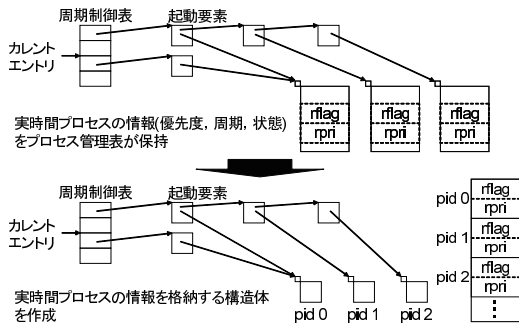 周期制御表
起動要素
カレント
エントリ
rflag
rpri
rflag
rpri
rflag
rpri
実時間プロセスの情報(優先度，周期，状態)
をプロセス管理表が保持
周期制御表
起動要素
カレント
エントリ
pid 0
pid 1
pid 2
rflag
rpri
rflag
rpri
rflag
rpri
pid 0
pid 1
pid 2
実時間プロセスの情報を格納する構造体
を作成